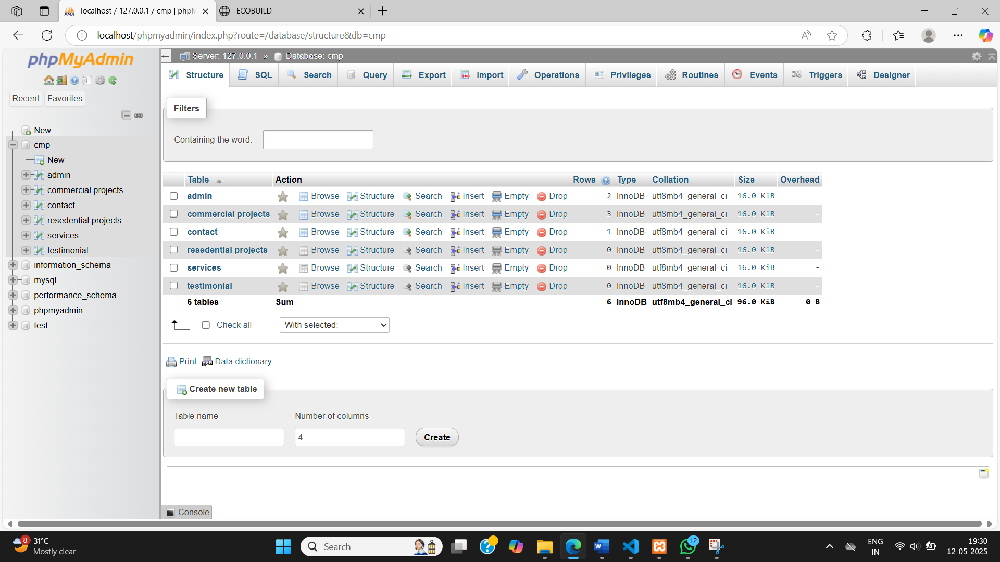 localhost / 127.0.0.1 / cmp | phpM
ECOBUILD
localhost/phpmyadmin/index.php?route=/database/structure&db=cmp
phpMyAdmin
Recent Favorites
New
cmp
New
admin
commercial projects
contact
resedential projects
services
testimonial
information_schema
mysql
performance_schema
phpmyadmin
test
Server: 127.0.0.1 » Database: cmp
Structure SQL Search Query Export Import Operations Privileges Routines Events Triggers Designer
Filters
Containing the word:
Table Action Rows Type Collation Size Overhead
admin Browse Structure Search Insert Empty Drop 2 InnoDB utf8mb4_general_ci 16.0 KiB -
commercial projects Browse Structure Search Insert Empty Drop 3 InnoDB utf8mb4_general_ci 16.0 KiB -
contact Browse Structure Search Insert Empty Drop 1 InnoDB utf8mb4_general_ci 16.0 KiB -
resedential projects Browse Structure Search Insert Empty Drop 0 InnoDB utf8mb4_general_ci 16.0 KiB -
services Browse Structure Search Insert Empty Drop 0 InnoDB utf8mb4_general_ci 16.0 KiB -
testimonial Browse Structure Search Insert Empty Drop 0 InnoDB utf8mb4_general_ci 16.0 KiB -
6 tables Sum 6 InnoDB utf8mb4_general_ci 96.0 KiB 0 B
Check all With selected:
Print Data dictionary
Create new table
Table name Number of columns
4 Create
Console
8 31°C
Mostly clear
Search
12
ENG
IN
19:30
12-05-2025